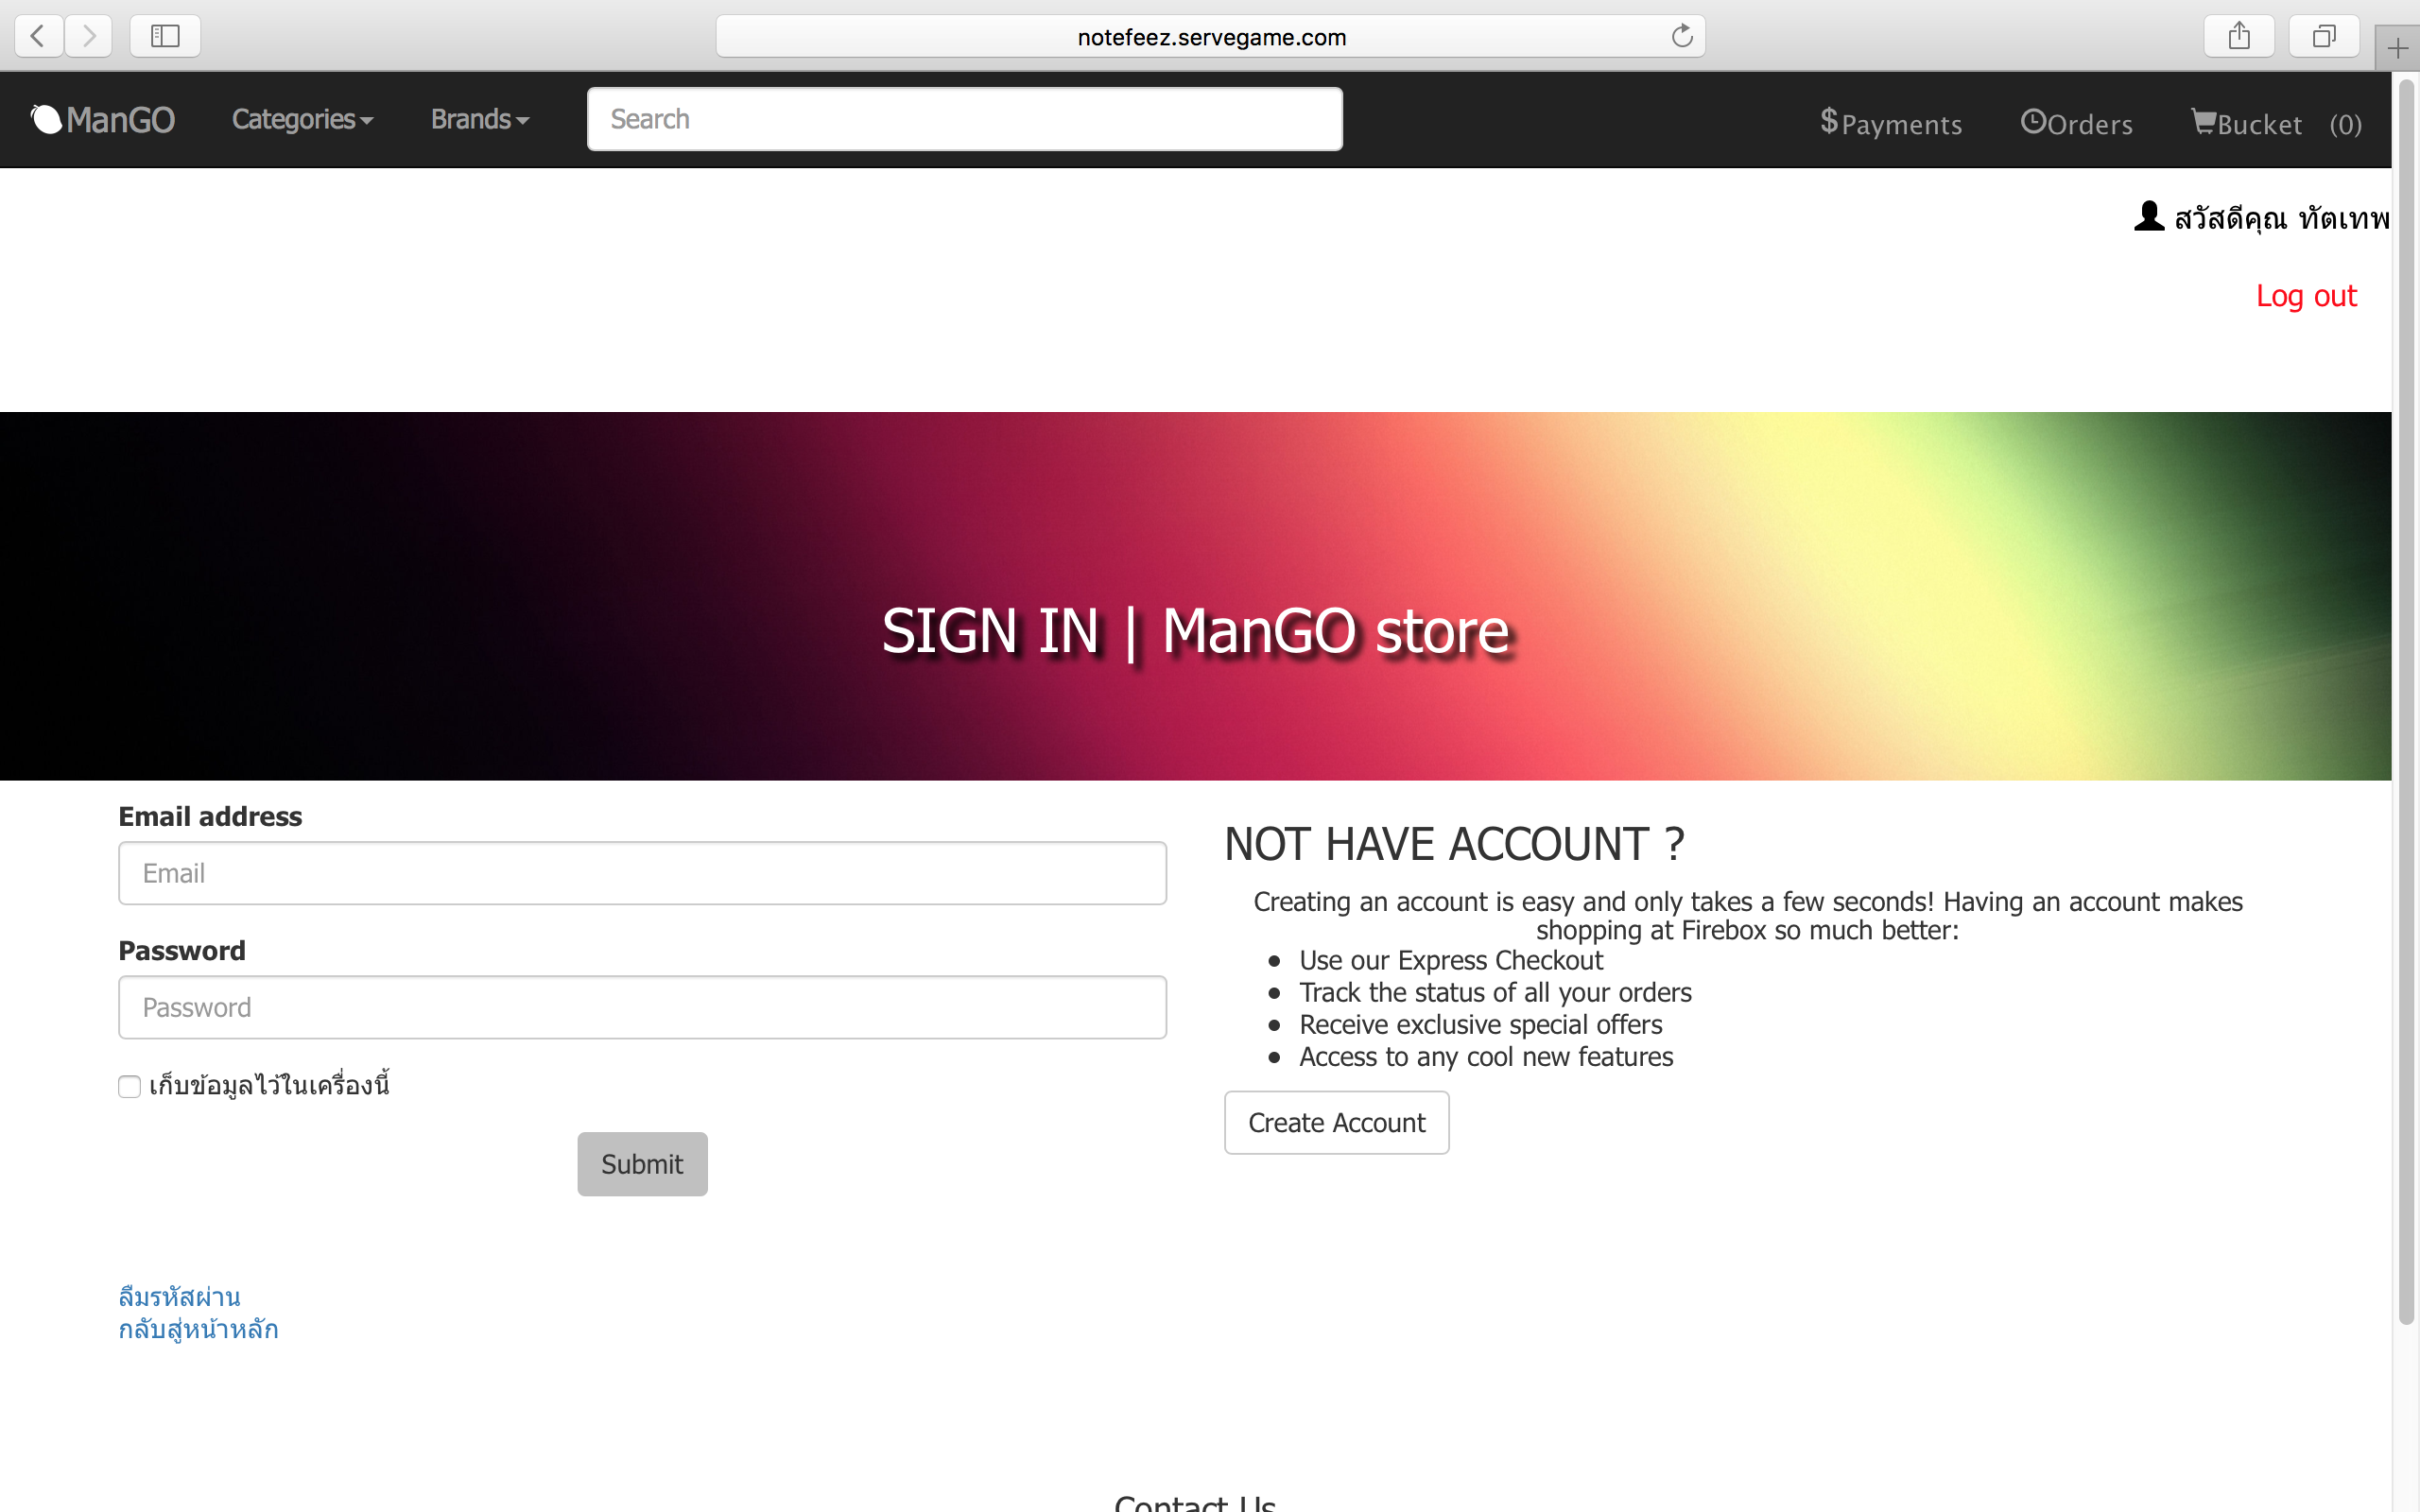 notefeez.servegame.com
ManGO Categories Brands Search $Payments Orders Bucket (0)
สวัสดีคุณ ทัตเทพ
Log out
SIGN IN | ManGO store
Email address
Email
Password
Password
เก็บข้อมูลไว้ในเครื่องนี้
Submit
ลืมรหัสผ่าน
กลับสู่หน้าหลัก
NOT HAVE ACCOUNT ?
Creating an account is easy and only takes a few seconds! Having an account makes
shopping at Firebox so much better:
Use our Express Checkout
Track the status of all your orders
Receive exclusive special offers
Access to any cool new features
Create Account
Contact Us